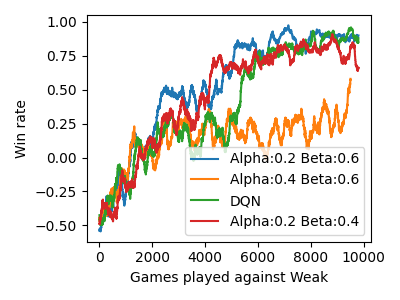 1.00
0.75
0.50
0.25
0.00
−0.25
−0.50
Win rate
Alpha:0.2 Beta:0.6
Alpha:0.4 Beta:0.6
DQN
Alpha:0.2 Beta:0.4
0 2000 4000 6000 8000 10000
Games played against Weak